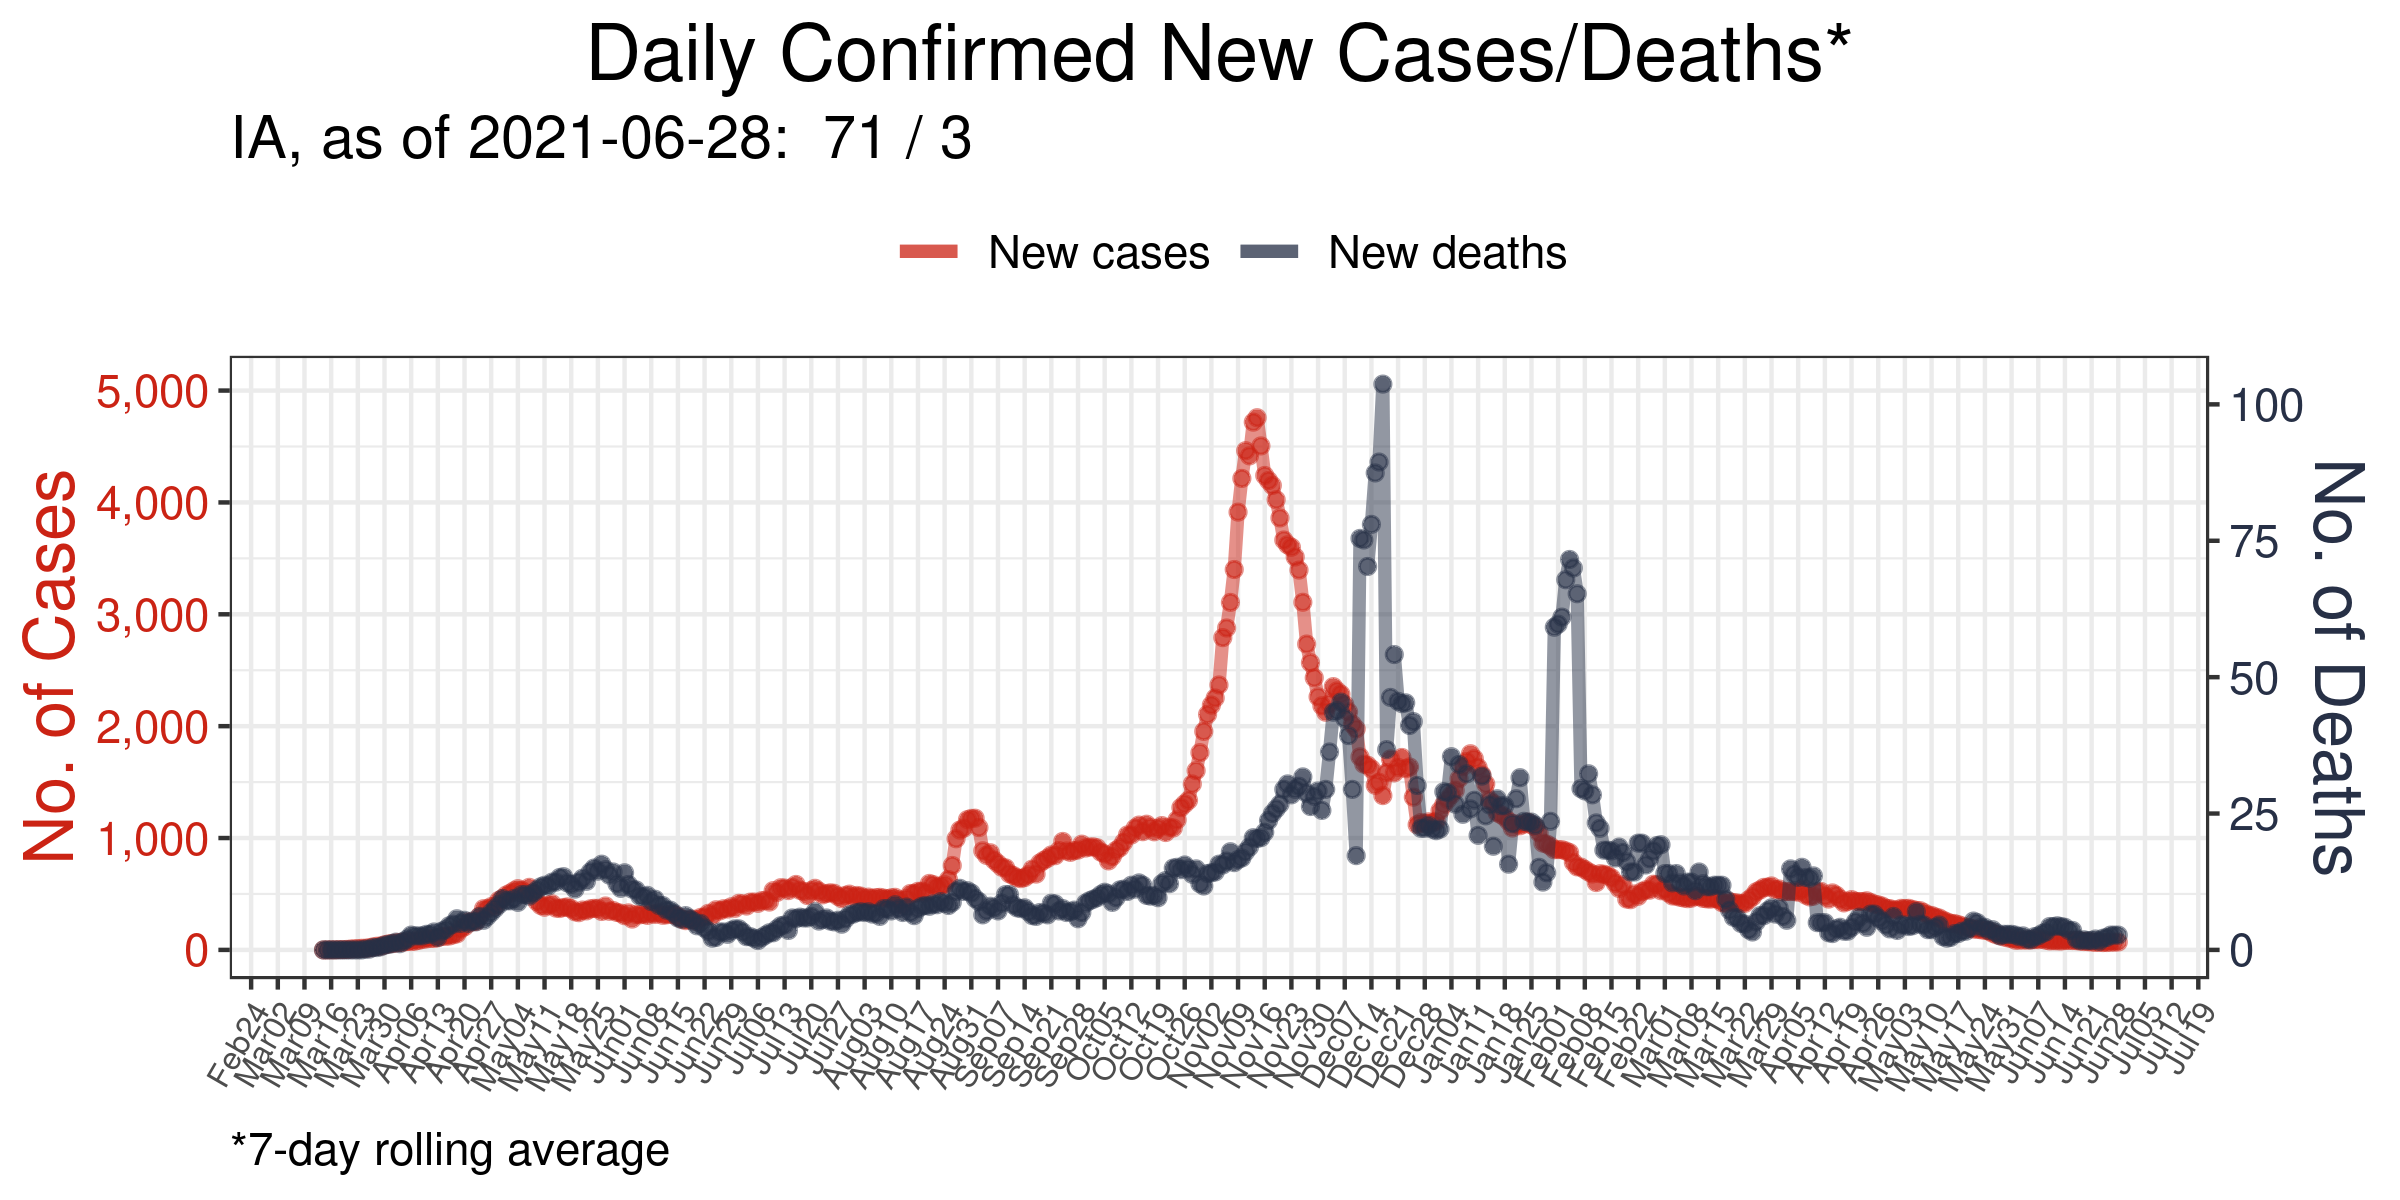 Daily Confirmed New Cases/Deaths*
IA, as of 2021-06-28:  71 / 3
New cases
New deaths
No. of Cases
5,000
4,000
3,000
2,000
1,000
0
No. of Deaths
100
75
50
25
0
Feb24
Mar02
Mar09
Mar16
Mar23
Mar30
Apr06
Apr13
Apr20
Apr27
May04
May11
May18
May25
Jun01
Jun08
Jun15
Jun22
Jun29
Jul06
Jul13
Jul20
Jul27
Aug03
Aug10
Aug17
Aug24
Aug31
Sep07
Sep14
Sep21
Sep28
Oct05
Oct12
Oct19
Oct26
Nov02
Nov09
Nov16
Nov23
Nov30
Dec07
Dec14
Dec21
Dec28
Jan04
Jan11
Jan18
Jan25
Feb01
Feb08
Feb15
Feb22
Mar01
Mar08
Mar15
Mar22
Mar29
Apr05
Apr12
Apr19
Apr26
May03
May10
May17
May24
May31
Jun07
Jun14
Jun21
Jun28
Jul05
Jul12
Jul19
*7-day rolling average